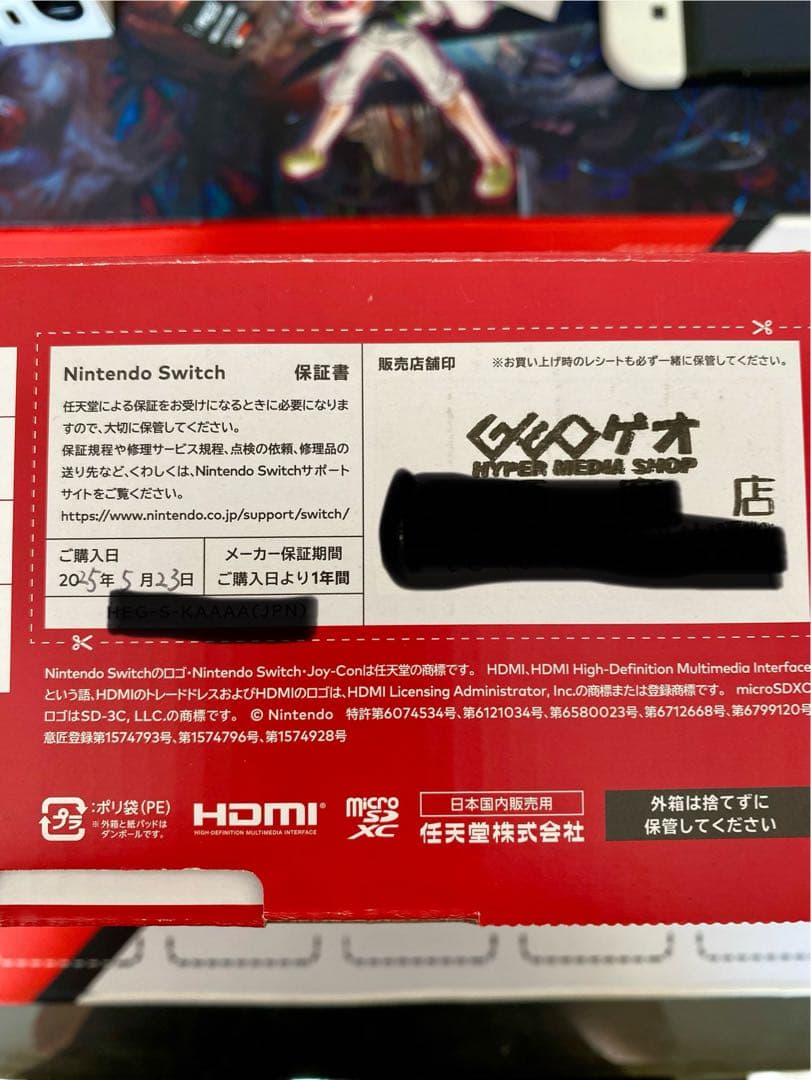 Nintendo Switch 保証書
任天堂による保証をお受けになるときに必要になりま
すので、大切に保管してください。
保証規程や修理サービス規程、点検の依頼、修理品の
送り先など、くわしくは、Nintendo Switchサポート
サイトをご覧ください。
https://www.nintendo.co.jp/support/switch/
ご購入日
2025年5月23日
メーカー保証期間
ご購入日より1年間
HEG-S-KAAAA(JPN)
販売店舗印 ※お買い上げ時のレシートも必ず一緒に保管してください。
GEOゲオ
HYPER MEDIA SHOP
店
Nintendo Switchのロゴ・Nintendo Switch・Joy-Conは任天堂の商標です。 HDMI、HDMI High-Definition Multimedia Interface
という語、HDMIのトレードドレスおよびHDMIのロゴは、HDMI Licensing Administrator, Inc.の商標または登録商標です。 microSDXC
ロゴはSD-3C, LLC.の商標です。 © Nintendo 特許第6074534号、第6121034号、第6580023号、第6712668号、第6799120号
意匠登録第1574793号、第1574796号、第1574928号
プラ
:ポリ袋(PE)
※外箱と紙パッドは
ダンボールです。
HDMI®
HIGH-DEFINITION MULTIMEDIA INTERFACE
micro
SD
XC
日本国内販売用
任天堂株式会社
外箱は捨てずに
保管してください